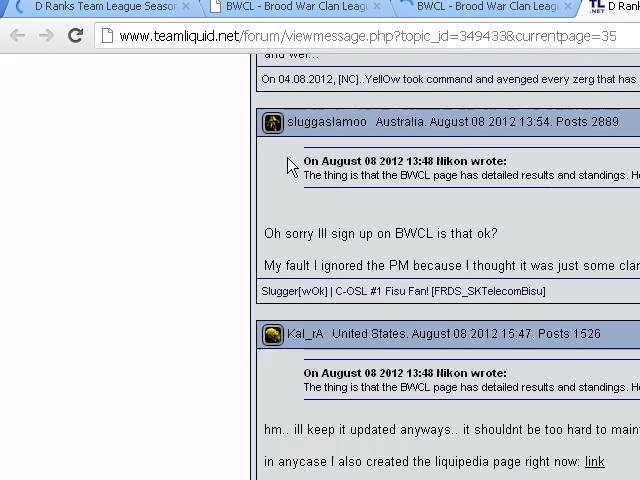 D Ranks Team League Season
BWCL - Brood War Clan Leag
BWCL - Brood War Clan Leag
TL .NET
D Ran
www.teamliquid.net/forum/viewmessage.php?topic_id=349433&currentpage=35
On 04.08.2012, [NC]..YellOw took command and avenged every zerg that has
sluggaslamoo Australia. August 08 2012 13:54. Posts 2889
On August 08 2012 13:48 Nikon wrote:
The thing is that the BWCL page has detailed results and standings. He
Oh sorry Ill sign up on BWCL is that ok?
My fault I ignored the PM because I thought it was just some clan
Slugger[wOk] | C-OSL #1 Fisu Fan! [FRDS_SKTelecomBisu]
Kal_rA United States. August 08 2012 15:47. Posts 1526
On August 08 2012 13:48 Nikon wrote:
The thing is that the BWCL page has detailed results and standings. He
hm.. ill keep it updated anyways.. it shouldnt be too hard to main
in anycase I also created the liquipedia page right now: link